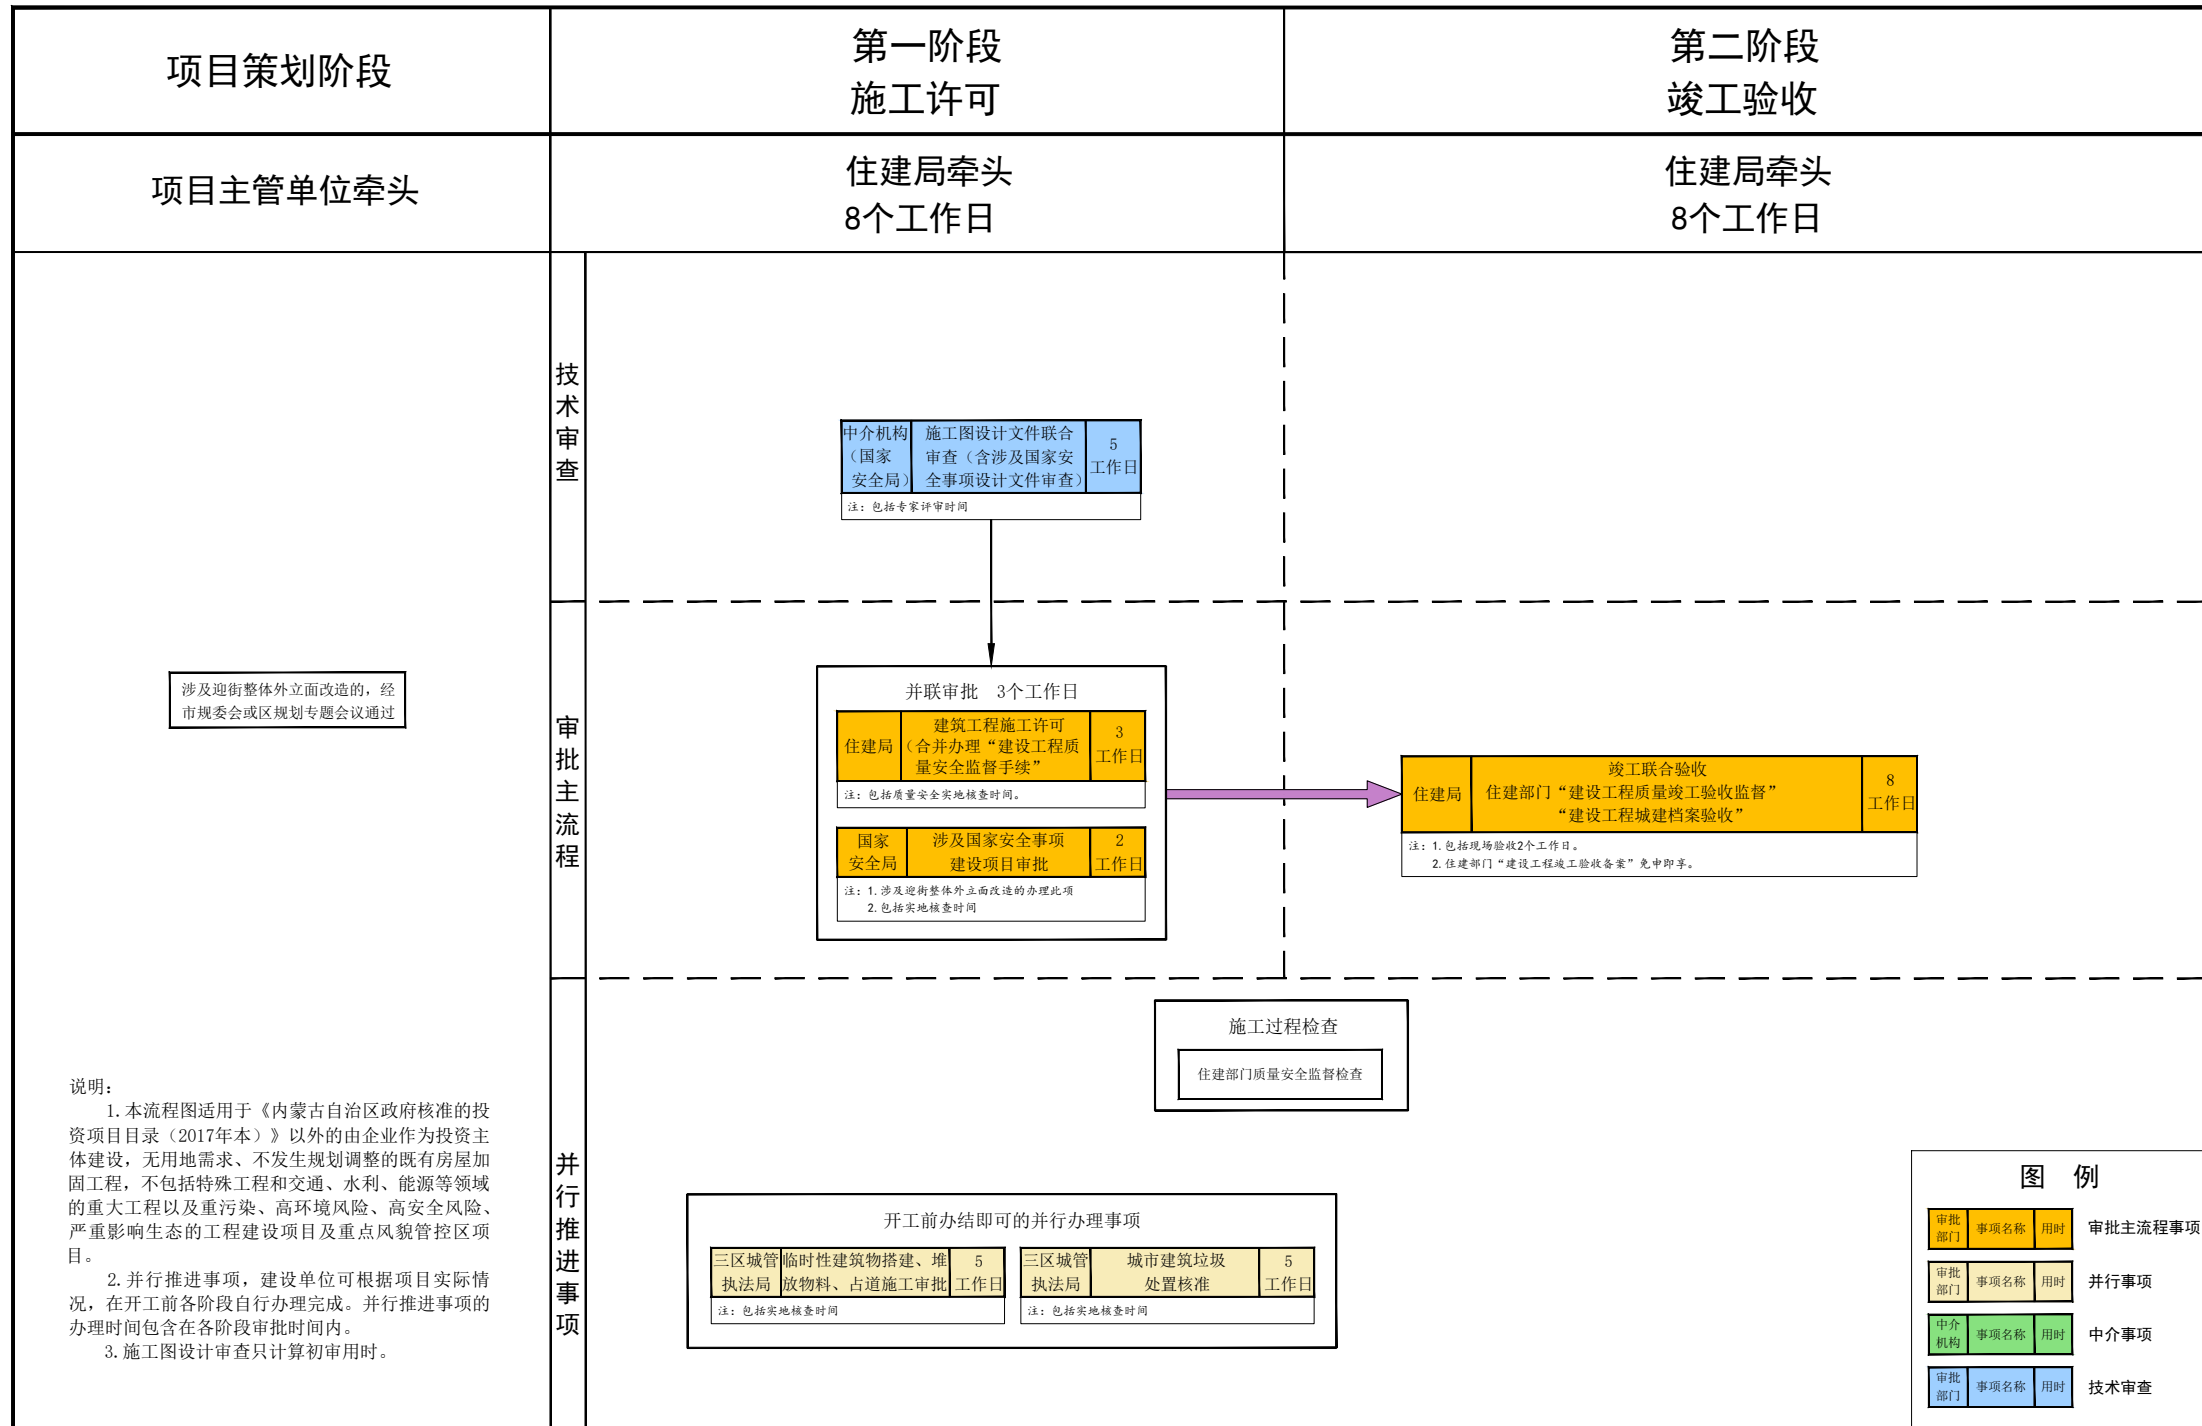 项目策划阶段
第一阶段
施工许可
第二阶段
竣工验收
项目主管单位牵头
住建局牵头
8个工作日
住建局牵头
8个工作日
技术审查
中介机构
（国家
安全局）
施工图设计文件联合
审查（含涉及国家安
全事项设计文件审查）
5
工作日
注：包括专家评审时间
涉及迎街整体外立面改造的，经
市规委会或区规划专题会议通过
审批主流程
并联审批 3个工作日
住建局
建筑工程施工许可
（合并办理“建设工程质
量安全监督手续”
3
工作日
注：包括质量安全实地核查时间。
国家
安全局
涉及国家安全事项
建设项目审批
2
工作日
注：1.涉及迎街整体外立面改造的办理此项
2.包括实地核查时间
住建局
竣工联合验收
住建部门“建设工程质量竣工验收监督”
“建设工程城建档案验收”
8
工作日
注：1.包括现场验收2个工作日。
2.住建部门“建设工程竣工验收备案”免申即享。
并行推进事项
施工过程检查
住建部门质量安全监督检查
开工前办结即可的并行办理事项
三区城管
执法局
临时性建筑物搭建、堆
放物料、占道施工审批
5
工作日
注：包括实地核查时间
三区城管
执法局
城市建筑垃圾
处置核准
5
工作日
注：包括实地核查时间
说明：
1.本流程图适用于《内蒙古自治区政府核准的投
资项目目录（2017年本）》以外的由企业作为投资主
体建设，无用地需求、不发生规划调整的既有房屋加
固工程，不包括特殊工程和交通、水利、能源等领域
的重大工程以及重污染、高环境风险、高安全风险、
严重影响生态的工程建设项目及重点风貌管控区项
目。
2.并行推进事项，建设单位可根据项目实际情
况，在开工前各阶段自行办理完成。并行推进事项的
办理时间包含在各阶段审批时间内。
3.施工图设计审查只计算初审用时。
图 例
审批
部门
事项名称
用时
审批主流程事项
审批
部门
事项名称
用时
并行事项
中介
机构
事项名称
用时
中介事项
审批
部门
事项名称
用时
技术审查